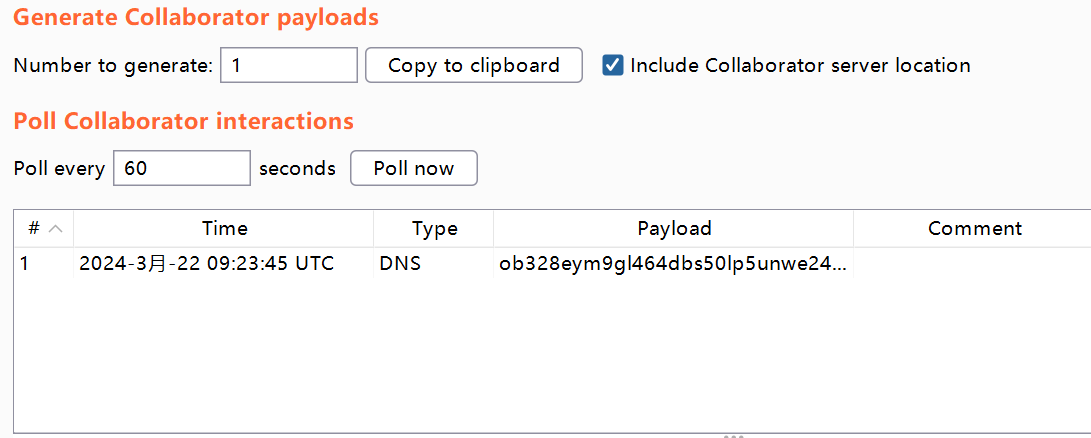 Generate Collaborator payloads
Number to generate: 1 Copy to clipboard Include Collaborator server location
Poll Collaborator interactions
Poll every 60 seconds Poll now
# Time Type Payload Comment
1 2024-3月-22 09:23:45 UTC DNS ob328eym9gl464dbs50lp5unwe24...